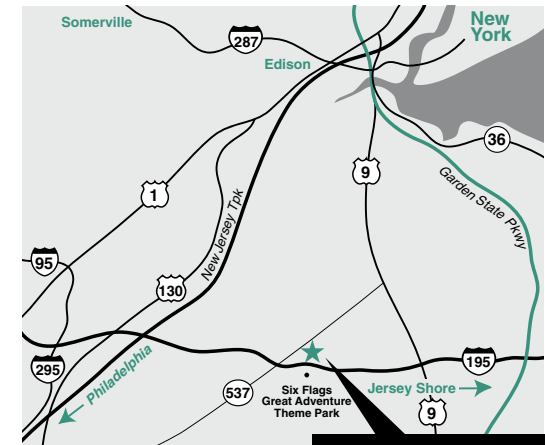 Somerville
New
York
287
Edison
36
9
Garden State Pkwy
1
New Jersey Tpk
95
130
295
Philadelphia
195
537
Six Flags
Great Adventure
Theme Park
Jersey Shore
9